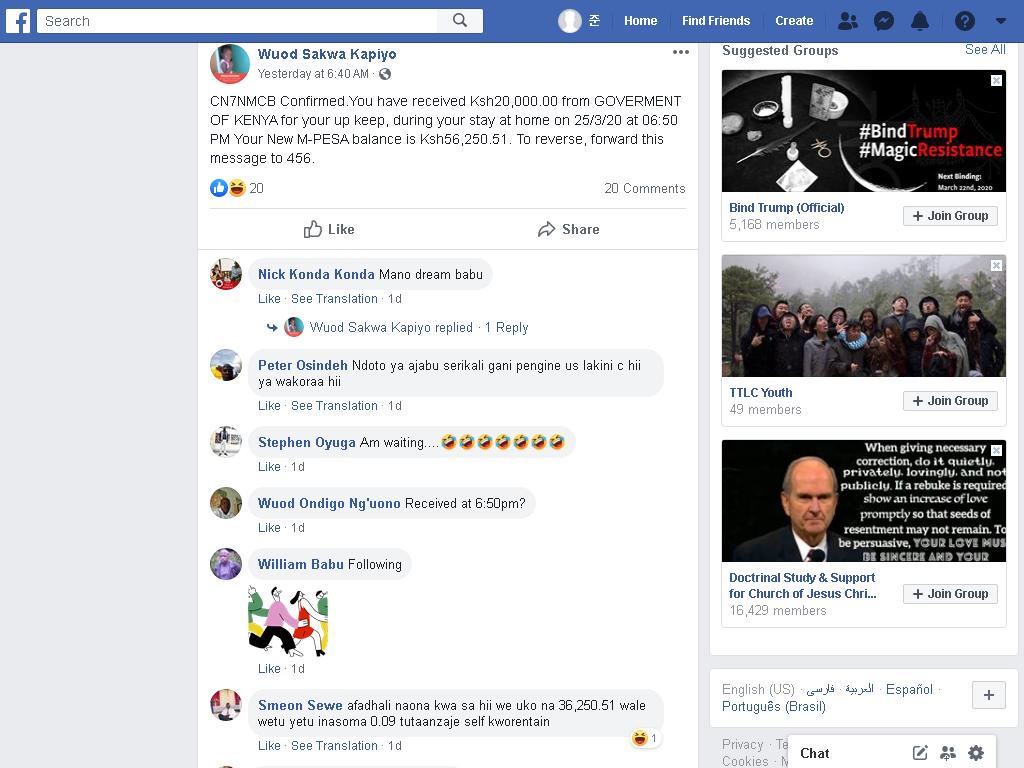 Search
준
Home
Find Friends
Create
Wuod Sakwa Kapiyo
Yesterday at 6:40 AM ·
CN7NMCB Confirmed.You have received Ksh20,000.00 from GOVERMENT
OF KENYA for your up keep, during your stay at home on 25/3/20 at 06:50
PM Your New M-PESA balance is Ksh56,250.51. To reverse, forward this
message to 456.
20
20 Comments
Like
Share
Nick Konda Konda Mano dream babu
Like · See Translation · 1d
Wuod Sakwa Kapiyo replied · 1 Reply
Peter Osindeh Ndoto ya ajabu serikali gani pengine us lakini c hii
ya wakoraa hii
Like · See Translation · 1d
Stephen Oyuga Am waiting....🤣🤣🤣🤣🤣🤣🤣
Like · 1d
Wuod Ondigo Ng'uono Received at 6:50pm?
Like · 1d
William Babu Following
Like · 1d
Smeon Sewe afadhali naona kwa sa hii we uko na 36,250.51 wale
wetu yetu inasoma 0.09 tutaanzaje self kworentain
1
Like · See Translation · 1d
Suggested Groups
See All
#BindTrump
#MagicResistance
Next Binding:
March 22nd, 2020
Bind Trump (Official)
5,168 members
+ Join Group
TTLC Youth
49 members
+ Join Group
When giving necessary
correction, do it quietly,
privately, lovingly, and not
publicly. If a rebuke is required
show an increase of love
promptly so that seeds of
resentment may not remain. To
be persuasive, YOUR LOVE MUS
BE SINCERE AND YOUR
Doctrinal Study & Support
for Church of Jesus Chri...
16,429 members
+ Join Group
English (US) · العربية · فارسی · Español ·
Português (Brasil)
+
Privacy · Te
Cookies · M
Chat